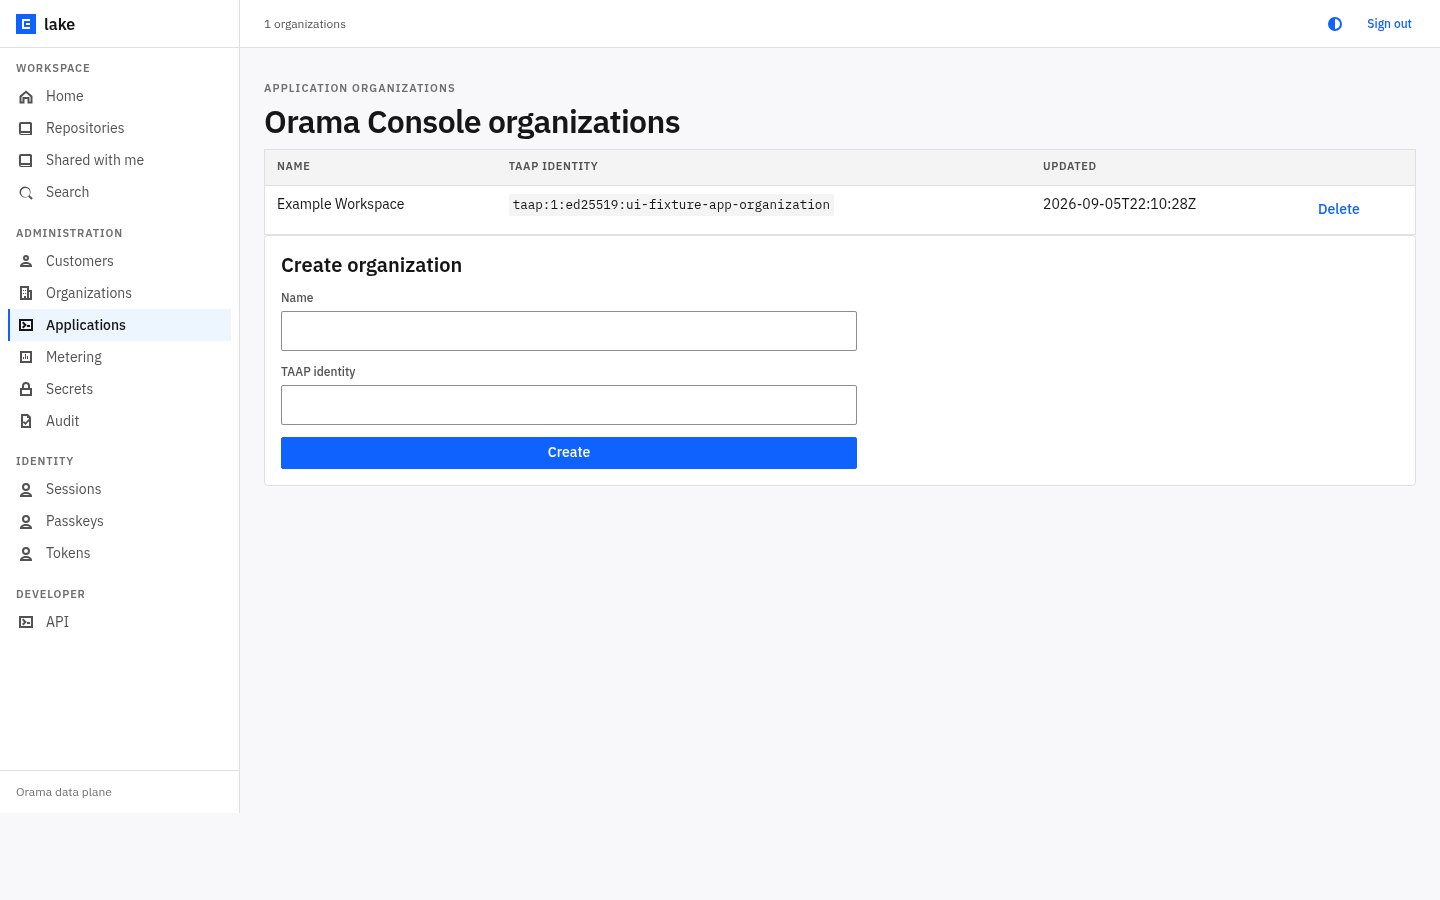 lake
1 organizations
Sign out
WORKSPACE
Home
Repositories
Shared with me
Search
ADMINISTRATION
Customers
Organizations
Applications
Metering
Secrets
Audit
IDENTITY
Sessions
Passkeys
Tokens
DEVELOPER
API
Orama data plane
APPLICATION ORGANIZATIONS
Orama Console organizations
NAME TAAP IDENTITY UPDATED
Example Workspace taap:1:ed25519:ui-fixture-app-organization 2026-09-05T22:10:28Z Delete
Create organization
Name
TAAP identity
Create